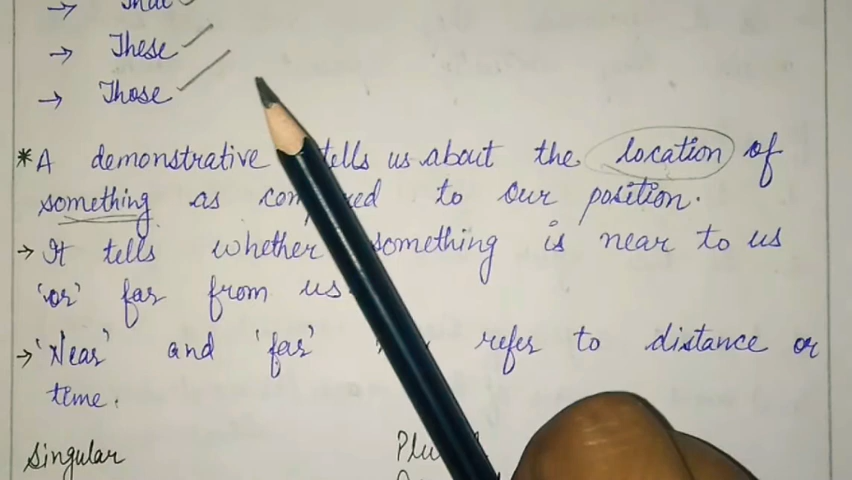 → That
→ These
→ Those
* A demonstrative tells us about the location of
something as compared to our position.
→ It tells whether something is near to us
'or' far from us
→ 'Near' and 'far' refer to distance or
time.
Singular